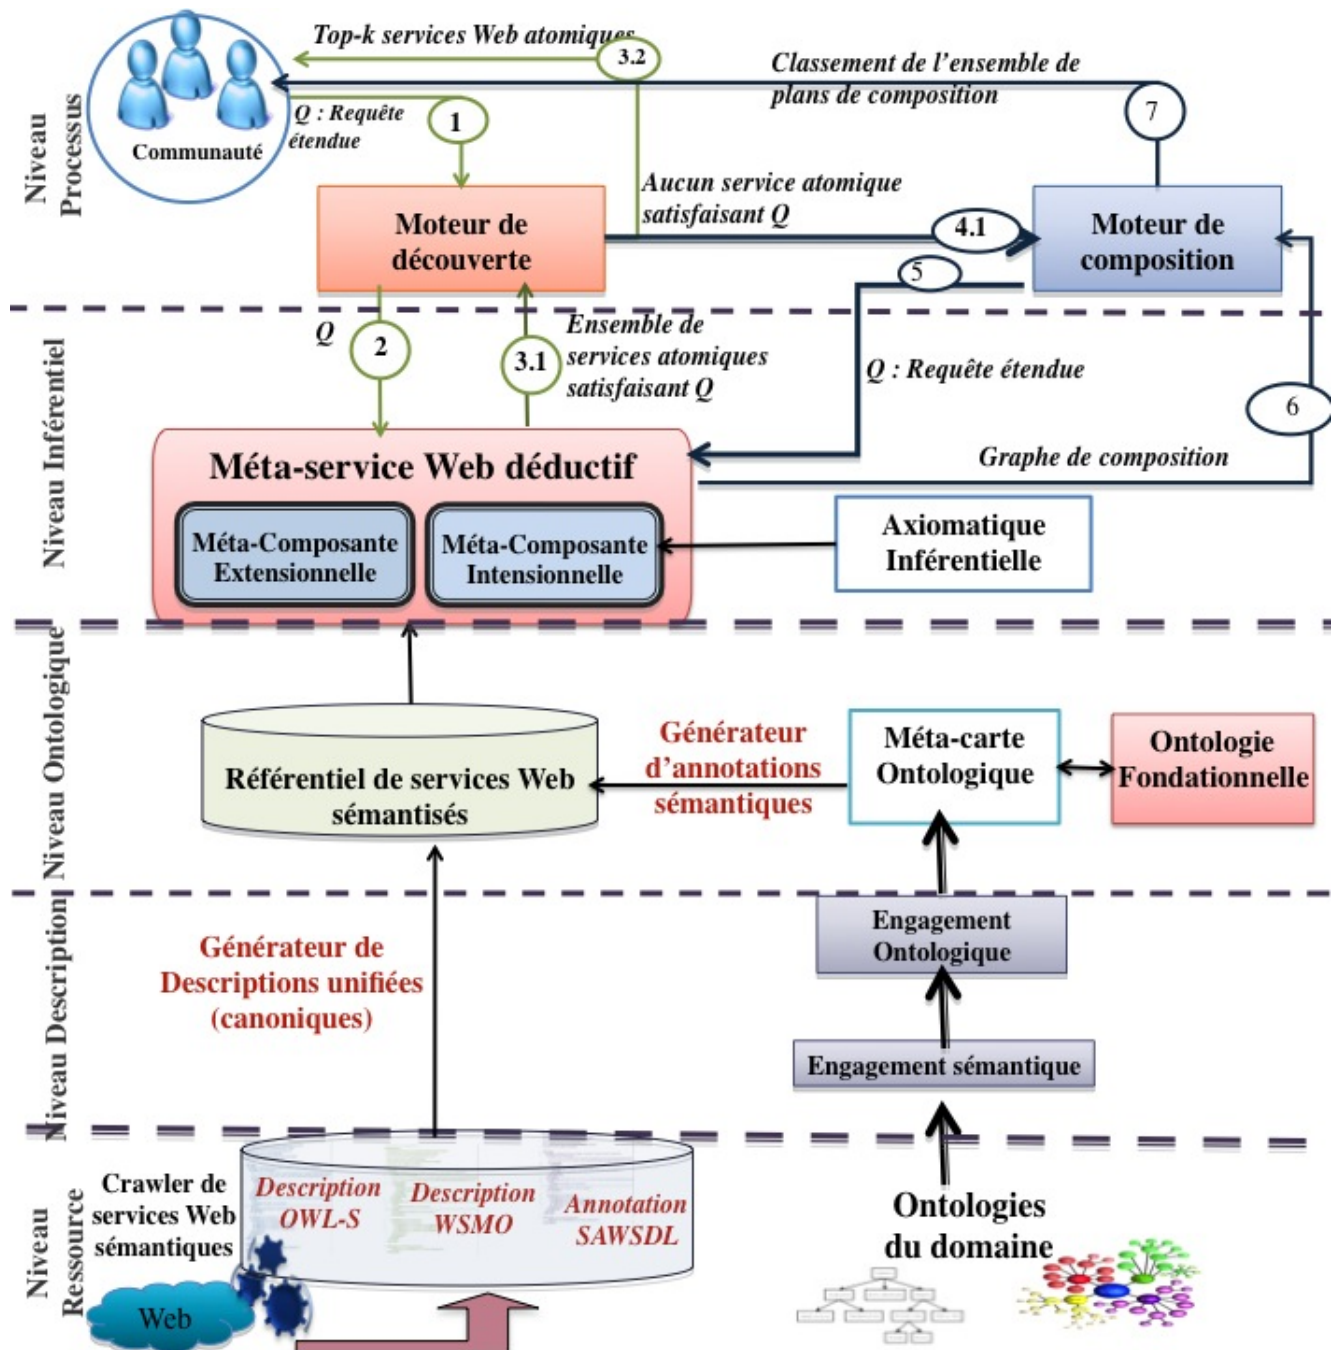 Top-k services Web atomiques
3.2
Classement de l'ensemble de
plans de composition
Q : Requête
étendue
1
7
Communauté
Niveau
Processus
Aucun service atomique
satisfaisant Q
Moteur de
découverte
4.1
Moteur de
composition
5
Q
2
3.1
Ensemble de
services atomiques
satisfaisant Q
Q : Requête étendue
6
Niveau Inférentiel
Méta-service Web déductif
Graphe de composition
Méta-Composante
Extensionnelle
Méta-Composante
Intensionnelle
Axiomatique
Inférentielle
Niveau Ontologique
Référentiel de services Web
sémantisés
Générateur
d'annotations
sémantiques
Méta-carte
Ontologique
Ontologie
Fondationnelle
Niveau Description
Générateur de
Descriptions unifiées
(canoniques)
Engagement
Ontologique
Engagement sémantique
Niveau
Ressource
Crawler de
services Web
sémantiques
Description
OWL-S
Description
WSMO
Annotation
SAWSDL
Web
Ontologies
du domaine